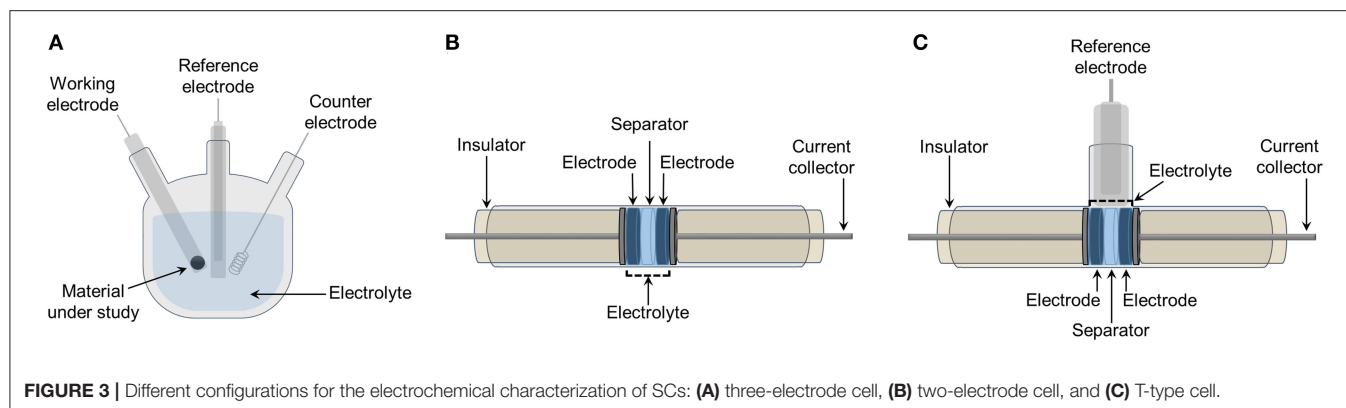 A
Working
electrode
Reference
electrode
Counter
electrode
Material
under study
Electrolyte
B
Insulator
Separator
Electrode
Electrode
Current
collector
Electrolyte
C
Reference
electrode
Insulator
Electrolyte
Current
collector
Electrode
Electrode
Separator
FIGURE 3 | Different configurations for the electrochemical characterization of SCs: (A) three-electrode cell, (B) two-electrode cell, and (C) T-type cell.